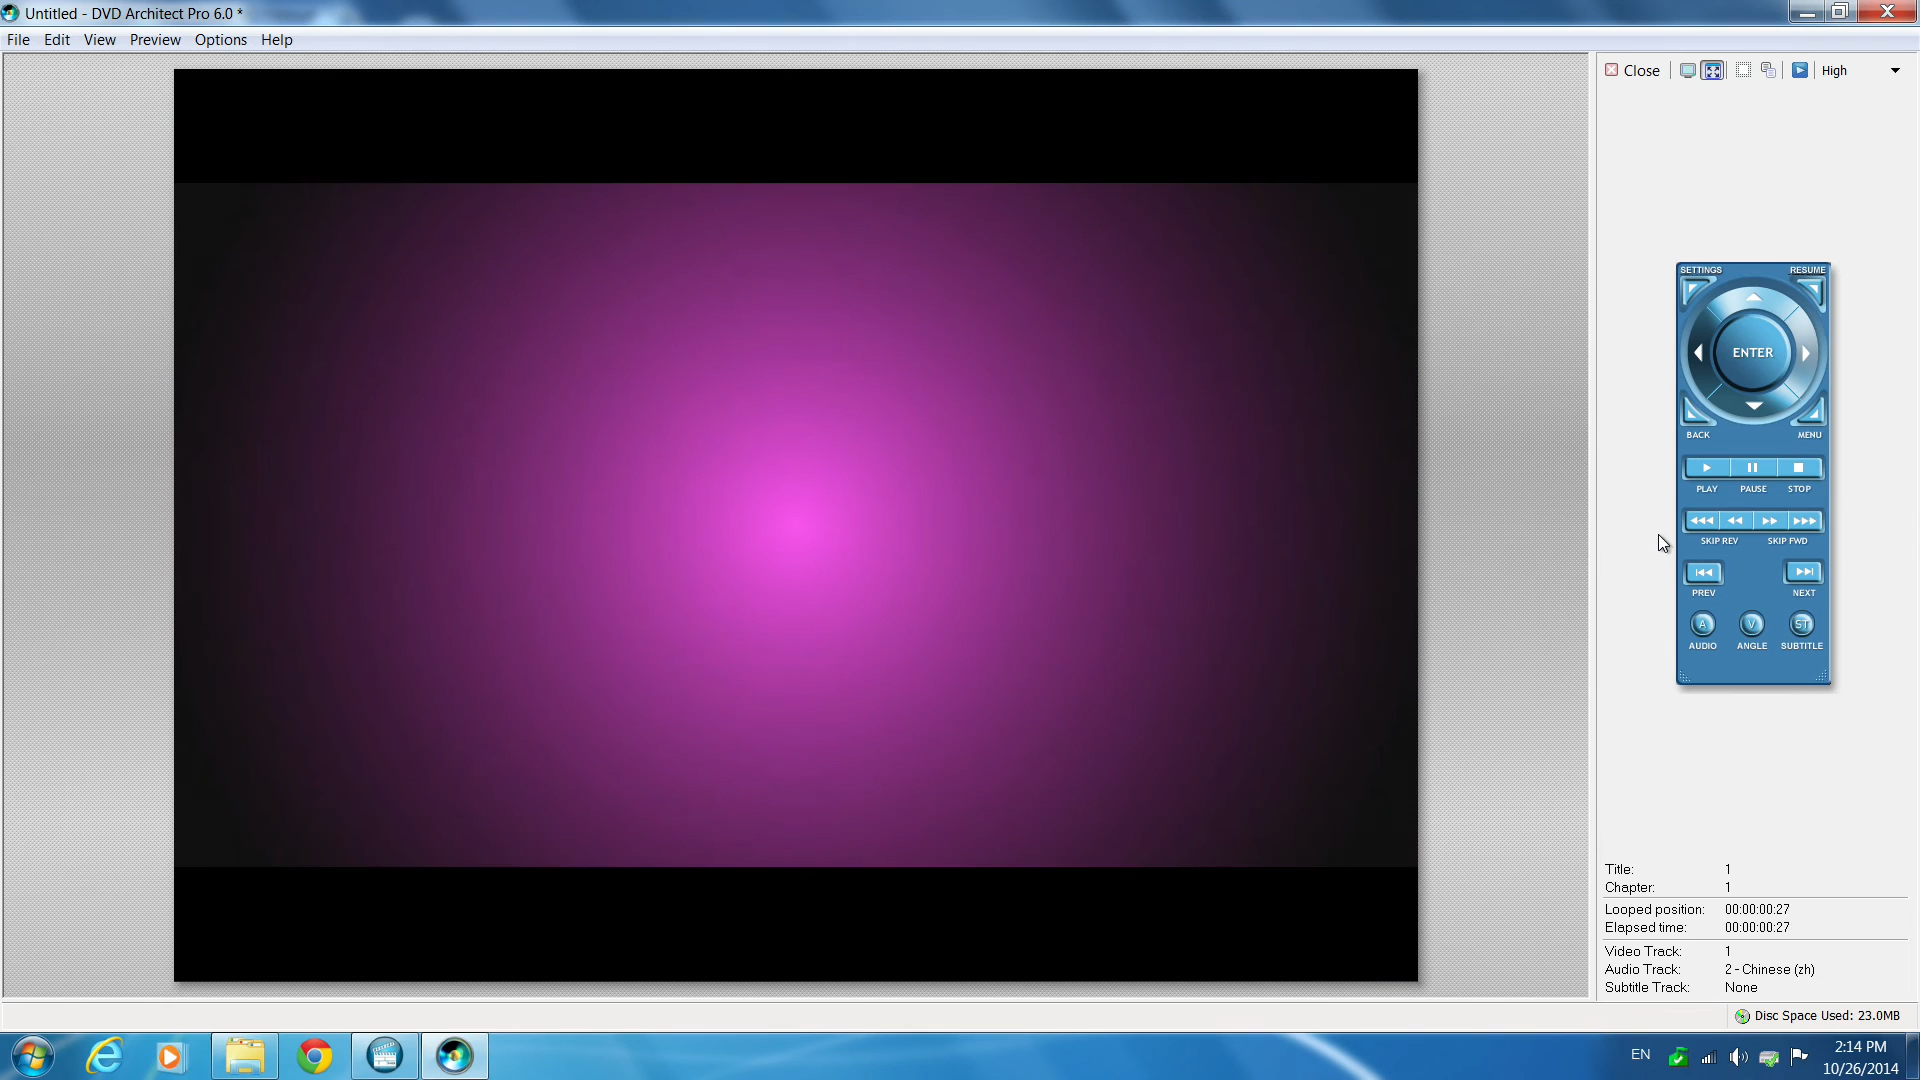 Untitled - DVD Architect Pro 6.0 *
File Edit View Preview Options Help
Close High
SETTINGS RESUME
ENTER
BACK MENU
PLAY PAUSE STOP
SKIP REV SKIP FWD
PREV NEXT
A V ST
AUDIO ANGLE SUBTITLE
Title: 1
Chapter: 1
Looped position: 00:00:00:27
Elapsed time: 00:00:00:27
Video Track: 1
Audio Track: 2 - Chinese (zh)
Subtitle Track: None
Disc Space Used: 23.0MB
EN
2:14 PM
10/26/2014